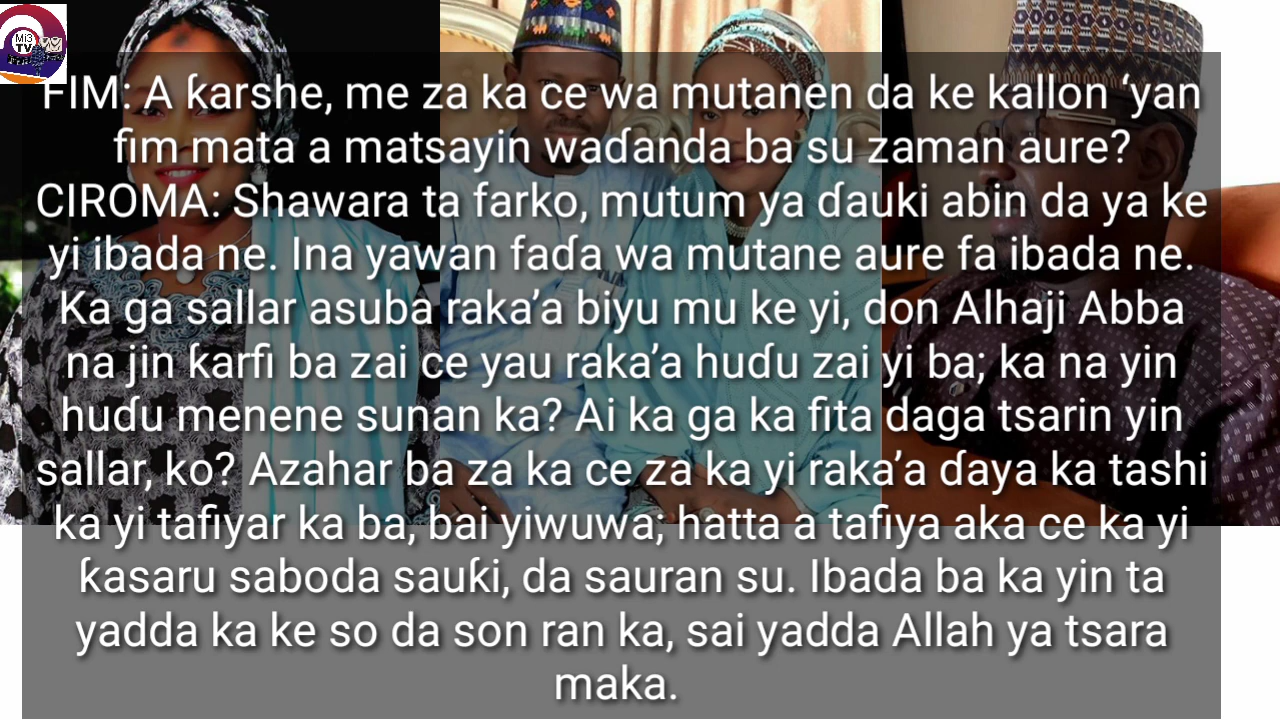 Mi3
TV
FIM: A ƙarshe, me za ka ce wa mutanen da ke kallon ‘yan
fim mata a matsayin waɗanda ba su zaman aure?
CIROMA: Shawara ta farko, mutum ya ɗauki abin da ya ke
yi ibada ne. Ina yawan faɗa wa mutane aure fa ibada ne.
Ka ga sallar asuba raka’a biyu mu ke yi, don Alhaji Abba
na jin ƙarfi ba zai ce yau raka’a huɗu zai yi ba; ka na yin
huɗu menene sunan ka? Ai ka ga ka fita daga tsarin yin
sallar, ko? Azahar ba za ka ce za ka yi raka’a ɗaya ka tashi
ka yi tafiyar ka ba, bai yiwuwa; hatta a tafiya aka ce ka yi
ƙasaru saboda sauƙi, da sauran su. Ibada ba ka yin ta
yadda ka ke so da son ran ka, sai yadda Allah ya tsara
maka.